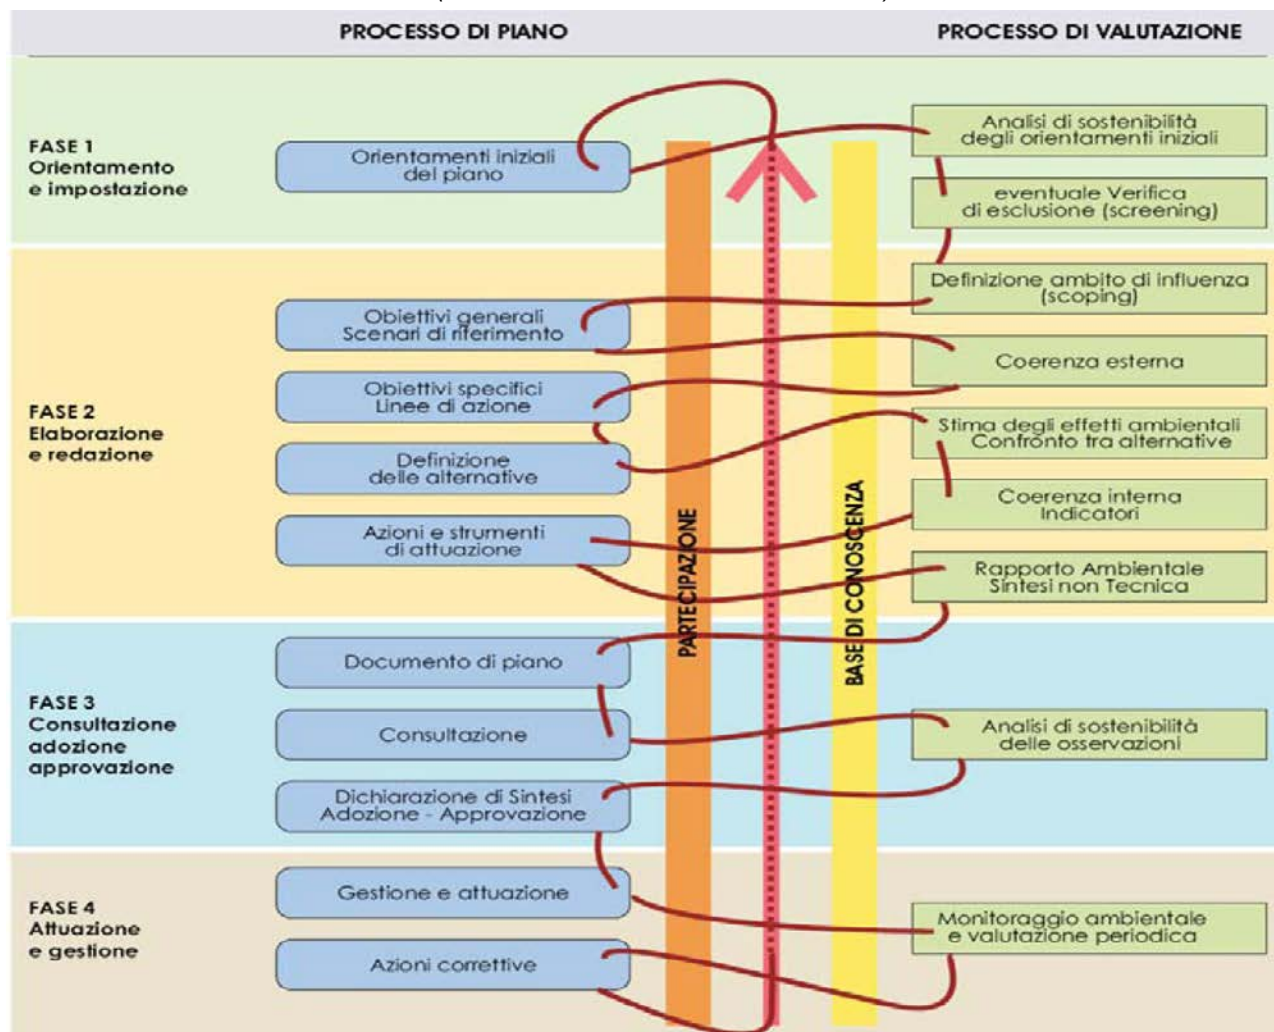 PROCESSO DI PIANO
PROCESSO DI VALUTAZIONE
FASE 1
Orientamento
e impostazione
Orientamenti iniziali
del piano
Analisi di sostenibilità
degli orientamenti iniziali
eventuale Verifica
di esclusione (screening)
FASE 2
Elaborazione
e redazione
Obiettivi generali
Scenari di riferimento
Obiettivi specifici
Linee di azione
Definizione
delle alternative
Azioni e strumenti
di attuazione
Definizione ambito di influenza
(scoping)
Coerenza esterna
Stima degli effetti ambientali
Confronto tra alternative
Coerenza interna
Indicatori
Rapporto Ambientale
Sintesi non Tecnica
PARTECIPAZIONE
BASE DI CONOSCENZA
FASE 3
Consultazione
adozione
approvazione
Documento di piano
Consultazione
Dichiarazione di Sintesi
Adozione - Approvazione
Analisi di sostenibilità
delle osservazioni
FASE 4
Attuazione
e gestione
Gestione e attuazione
Azioni correttive
Monitoraggio ambientale
e valutazione periodica